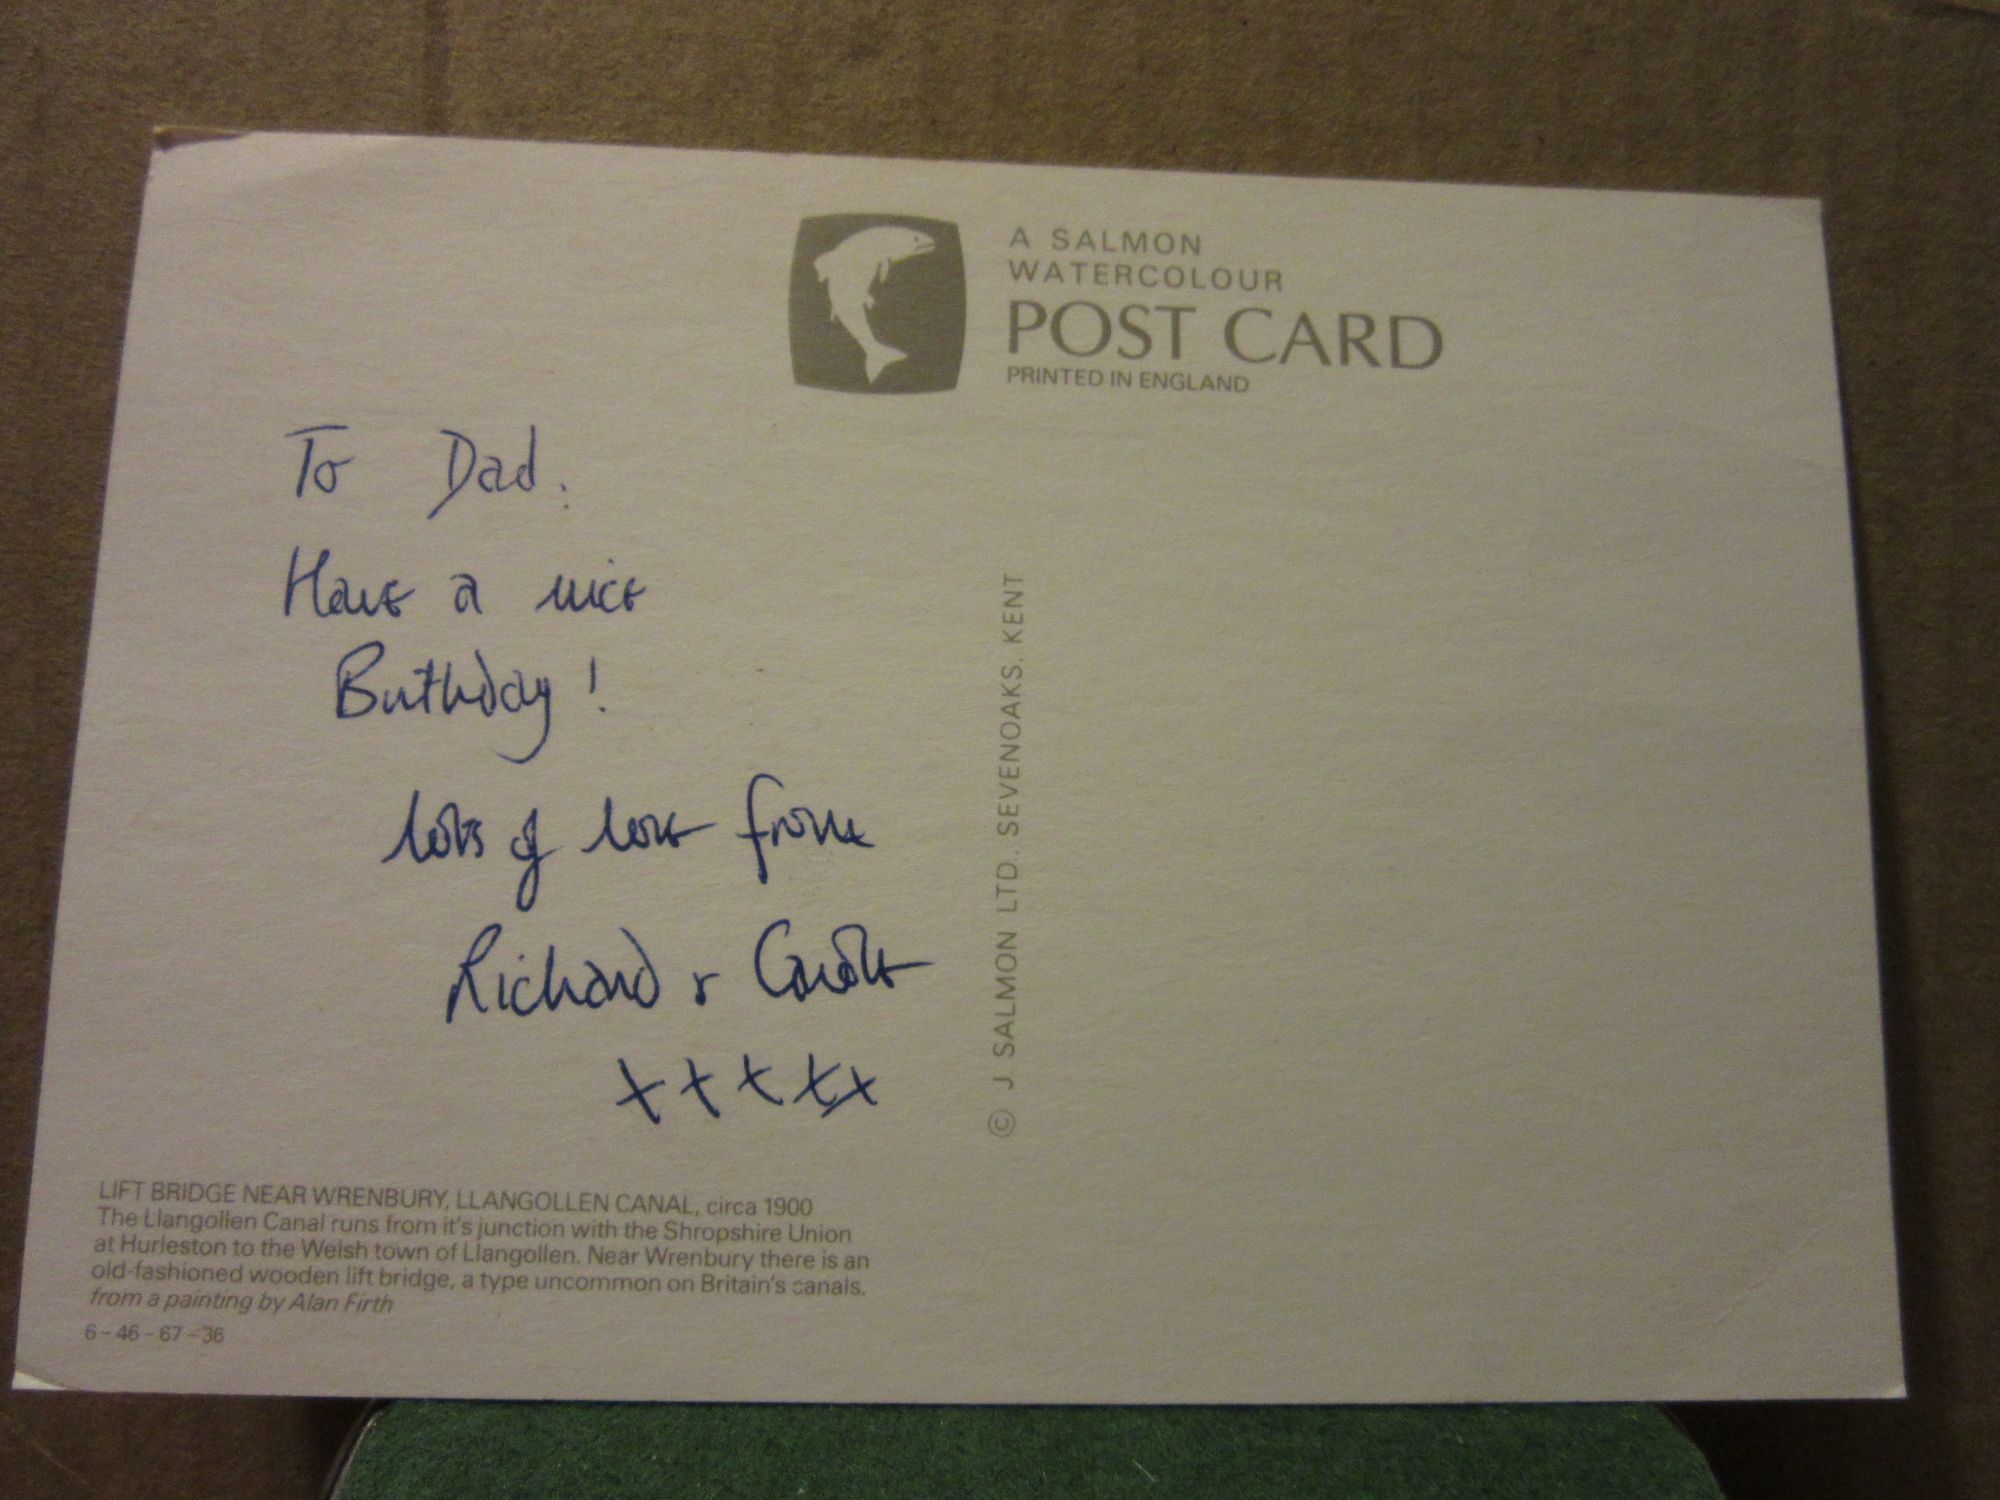 A SALMON
WATERCOLOUR
POST CARD
PRINTED IN ENGLAND
To Dad.
Have a nice
Birthday!
lots of love from
Richard & Carole
x x x x x
© J SALMON LTD., SEVENOAKS, KENT
LIFT BRIDGE NEAR WRENBURY, LLANGOLLEN CANAL, circa 1900
The Llangollen Canal runs from it's junction with the Shropshire Union
at Hurleston to the Welsh town of Llangollen. Near Wrenbury there is an
old-fashioned wooden lift bridge, a type uncommon on Britain's canals.
from a painting by Alan Firth
6 - 46 - 67 - 36